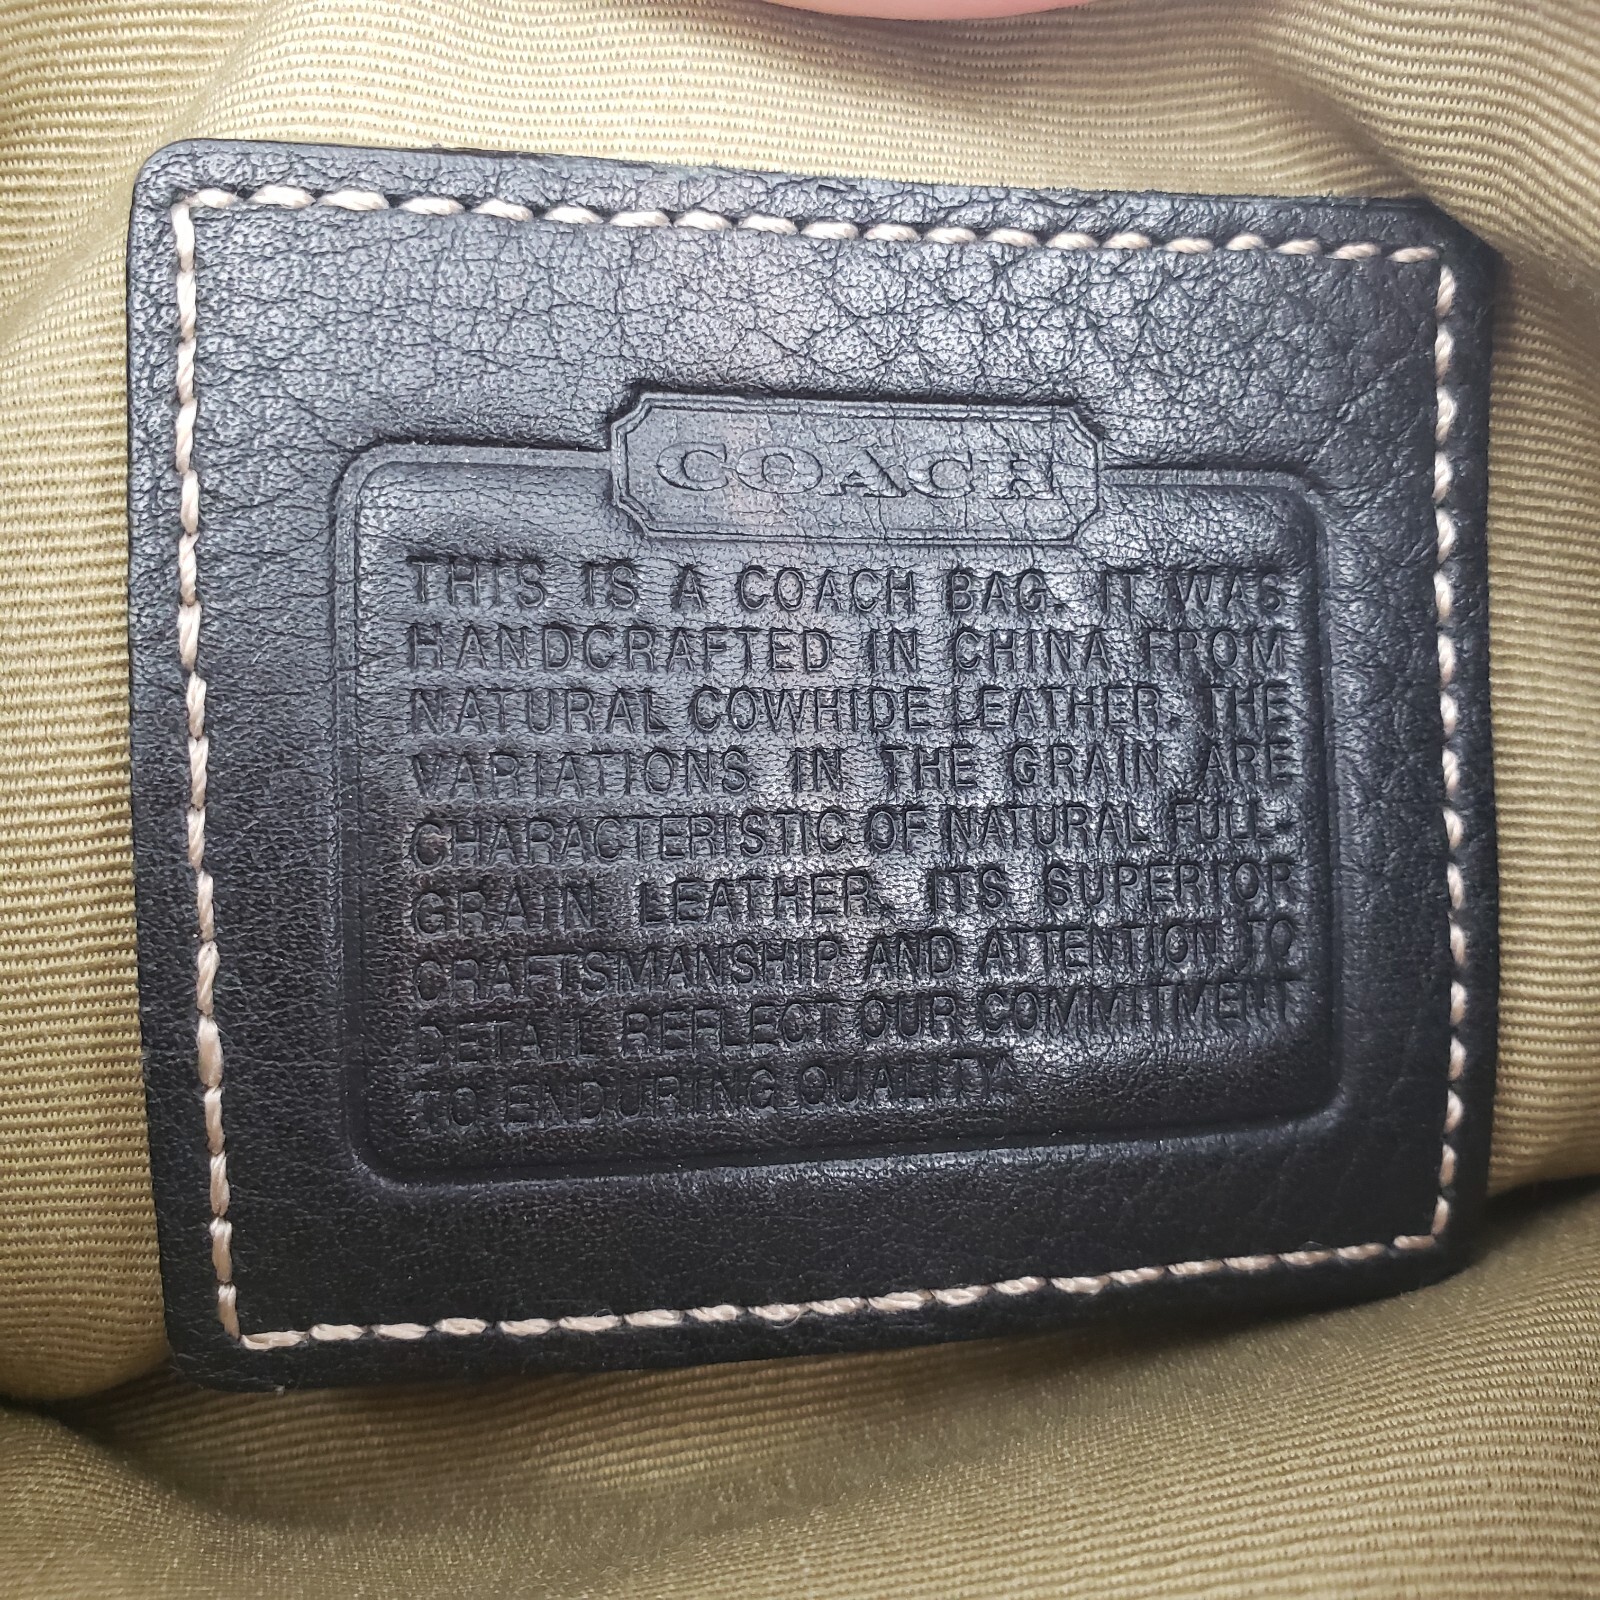 COACH
THIS IS A COACH BAG. IT WAS
HANDCRAFTED IN CHINA FROM
NATURAL COWHIDE LEATHER. THE
VARIATIONS IN THE GRAIN ARE
CHARACTERISTIC OF NATURAL FULL-
GRAIN LEATHER. ITS SUPERIOR
CRAFTSMANSHIP AND ATTENTION TO
DETAIL REFLECT OUR COMMITMENT
TO ENDURING QUALITY.